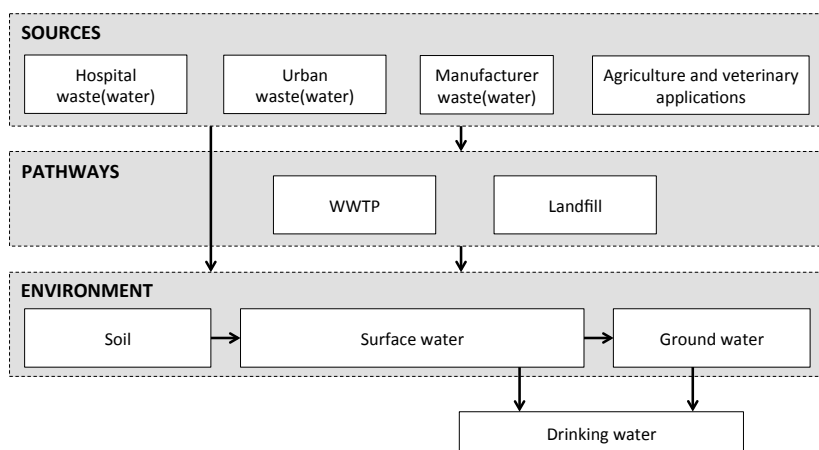 SOURCES
Hospital
waste(water)
Urban
waste(water)
Manufacturer
waste(water)
Agriculture and veterinary
applications
PATHWAYS
WWTP
Landfill
ENVIRONMENT
Soil
Surface water
Ground water
Drinking water